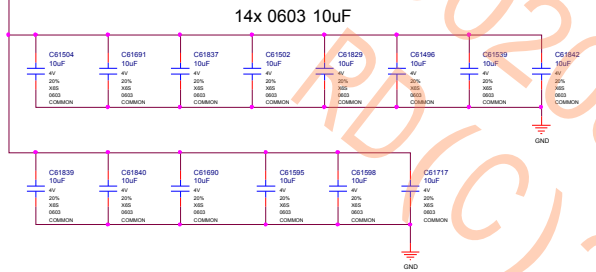 14x 0603 10uF
C61504 C61691 C61837 C61502 C61829 C61496 C61539 C61842
10uF 10uF 10uF 10uF 10uF 10uF 10uF 10uF
4V 4V 4V 4V 4V 4V 4V 4V
20% 20% 20% 20% 20% 20% 20% 20%
X6S X6S X6S X6S X6S X6S X6S X6S
0603 0603 0603 0603 0603 0603 0603 0603
COMMON COMMON COMMON COMMON COMMON COMMON COMMON COMMON
GND
C61839 C61840 C61690 C61595 C61598 C61717
10uF 10uF 10uF 10uF 10uF 10uF
4V 4V 4V 4V 4V 4V
20% 20% 20% 20% 20% 20%
X6S X6S X6S X6S X6S X6S
0603 0603 0603 0603 0603 0603
COMMON COMMON COMMON COMMON COMMON COMMON
GND